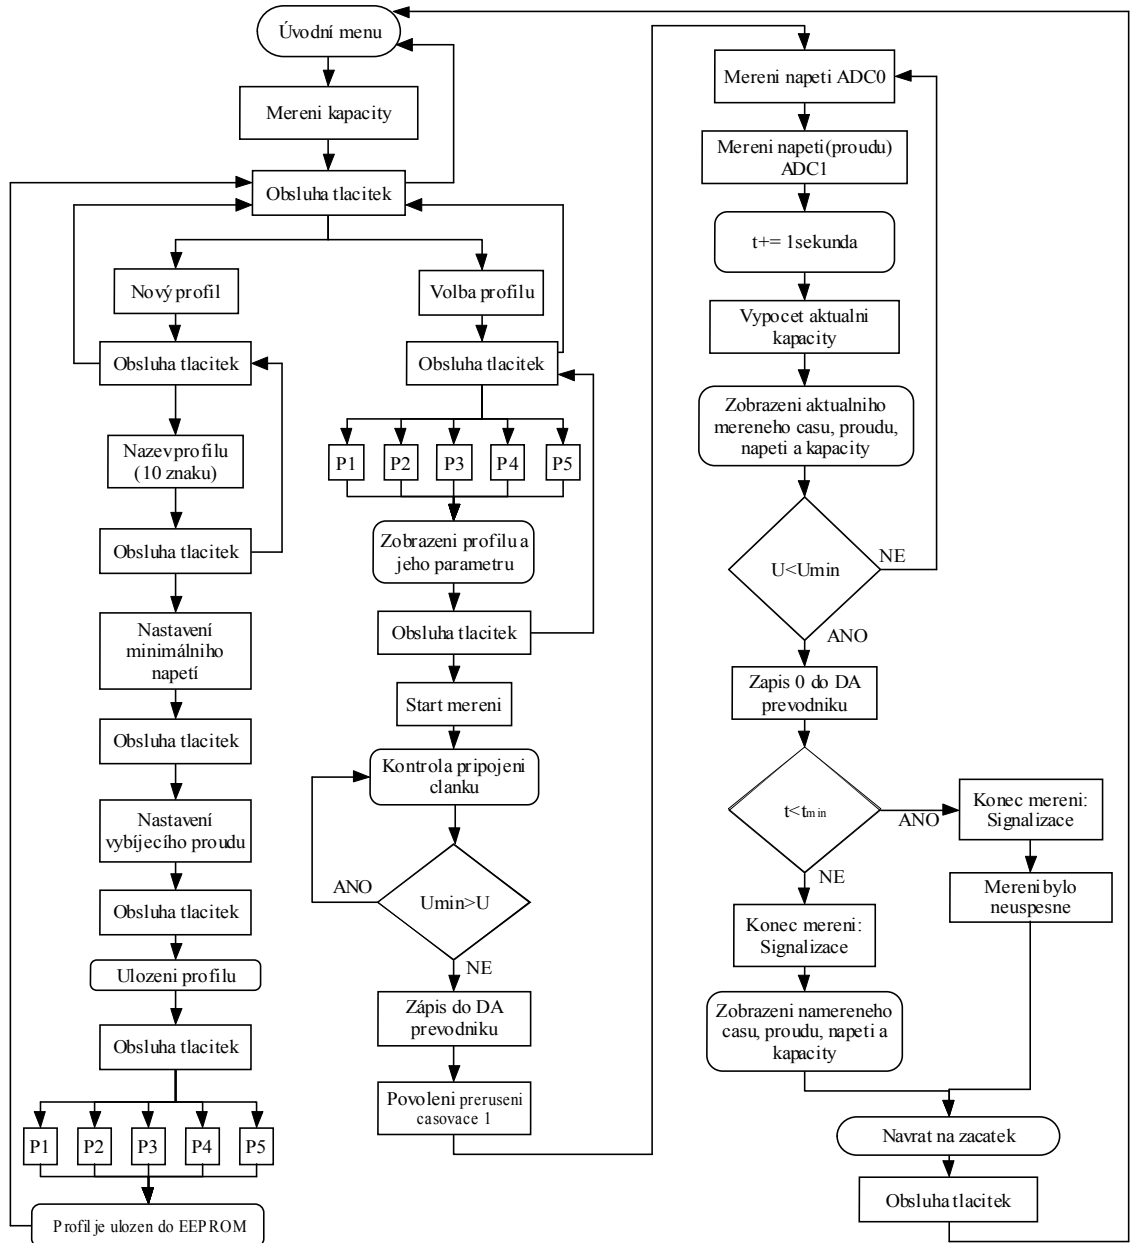 Úvodní menu
Mereni kapacity
Obsluha tlacitek
Nový profil
Obsluha tlacitek
Nazev profilu
(10 znaku)
Obsluha tlacitek
Nastavení
minimálniho
napetí
Obsluha tlacitek
Nastavení
vybíjecího proudu
Obsluha tlacitek
Ulozeni profilu
Obsluha tlacitek
P1
P2
P3
P4
P5
Profil je ulozen do EEPROM
Volba profilu
Obsluha tlacitek
P1
P2
P3
P4
P5
Zobrazeni profilu a
jeho parametru
Obsluha tlacitek
Start mereni
Kontrola pripojeni
clanku
ANO
Umin>U
NE
Zápis do DA
prevodniku
Povoleni preruseni
casovace 1
Mereni napeti ADC0
Mereni napeti(proudu)
ADC1
t+= 1sekunda
Vypocet aktualni
kapacity
Zobrazeni aktualniho
mereneho casu, proudu,
napeti a kapacity
U<Umin
NE
ANO
Zapis 0 do DA
prevodniku
t<tmin
ANO
NE
Konec mereni:
Signalizace
Mereni bylo
neuspesne
Konec mereni:
Signalizace
Zobrazeni namereneho
casu, proudu, napeti a
kapacity
Navrat na zacatek
Obsluha tlacitek